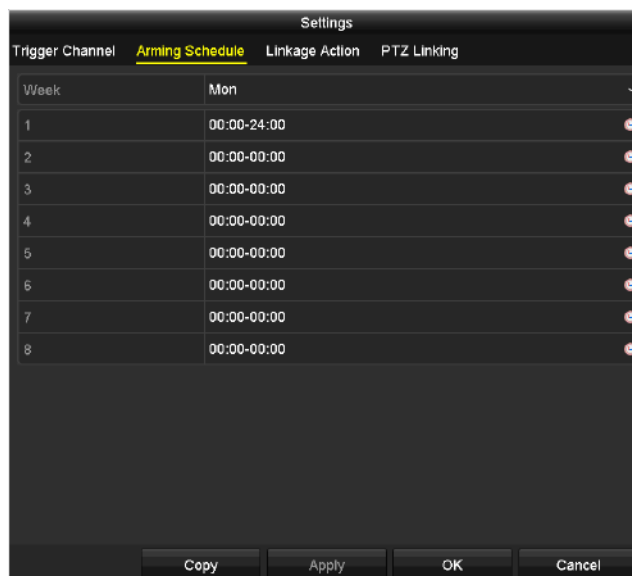 Settings
Trigger Channel Arming Schedule Linkage Action PTZ Linking
Week Mon
1 00:00-24:00
2 00:00-00:00
3 00:00-00:00
4 00:00-00:00
5 00:00-00:00
6 00:00-00:00
7 00:00-00:00
8 00:00-00:00
Copy Apply OK Cancel